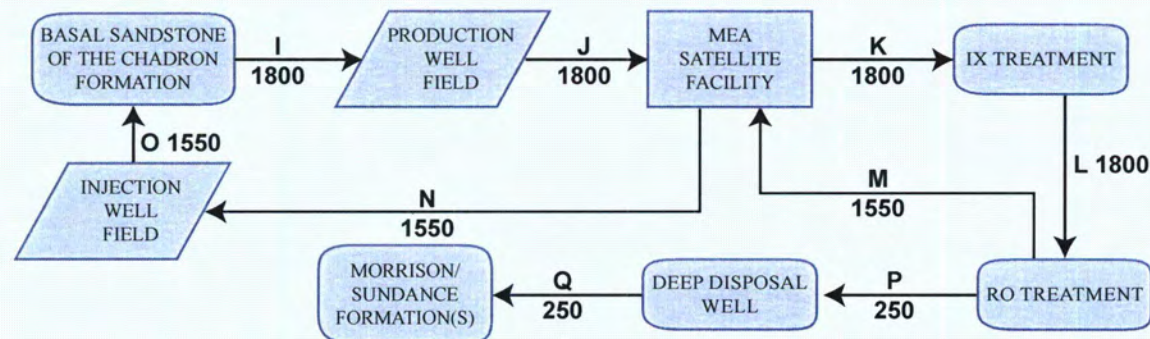 BASAL SANDSTONE
OF THE CHADRON
FORMATION
I
1800
PRODUCTION
WELL
FIELD
J
1800
MEA
SATELLITE
FACILITY
K
1800
IX TREATMENT
O 1550
L 1800
INJECTION
WELL
FIELD
N
1550
M
1550
MORRISON/
SUNDANCE
FORMATION(S)
Q
250
DEEP DISPOSAL
WELL
P
250
RO TREATMENT